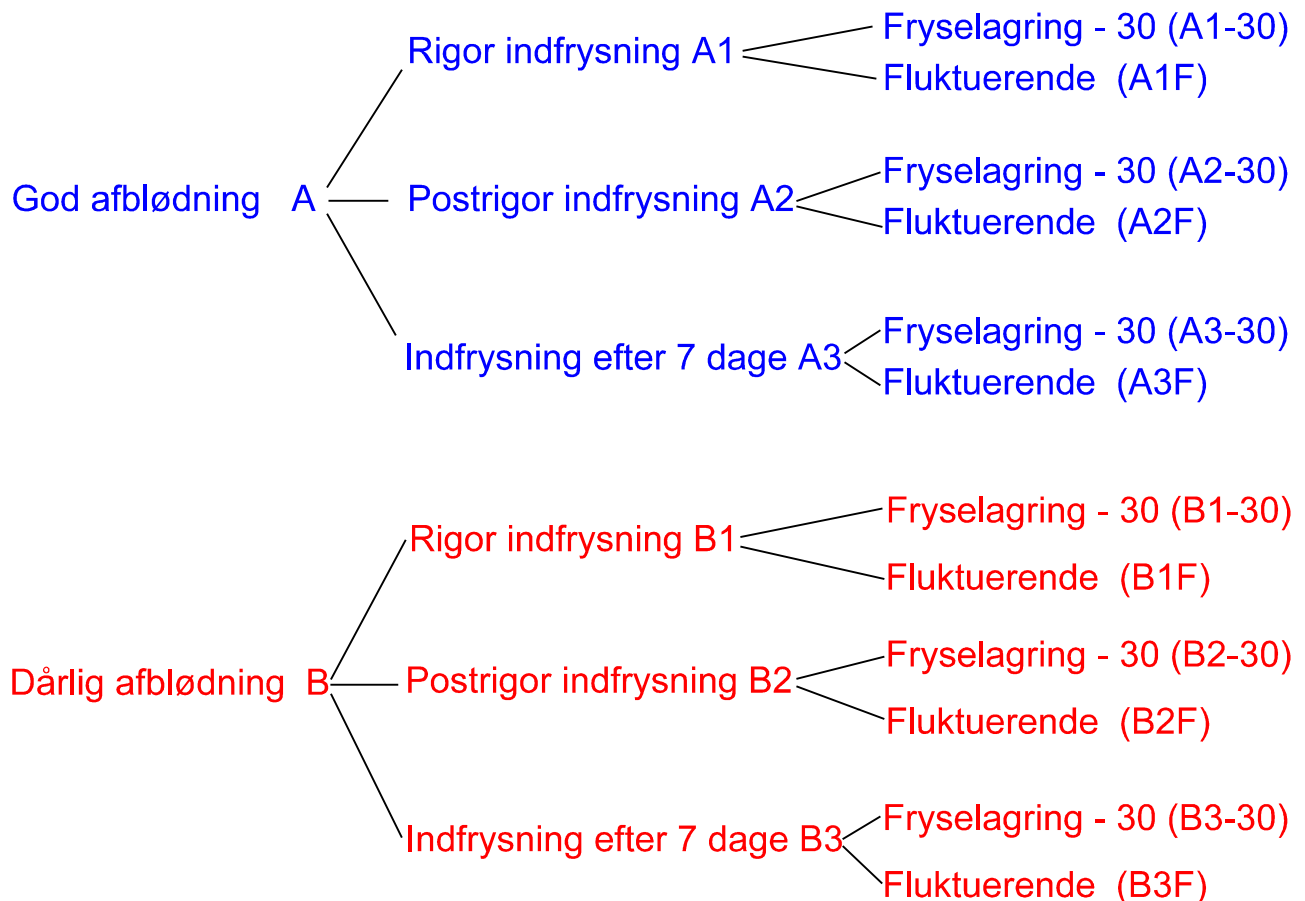 Fryselagring - 30 (A1-30)
Rigor indfrysning A1
Fluktuerende (A1F)
Fryselagring - 30 (A2-30)
God afblødning A
Postrigor indfrysning A2
Fluktuerende (A2F)
Fryselagring - 30 (A3-30)
Indfrysning efter 7 dage A3
Fluktuerende (A3F)
Fryselagring - 30 (B1-30)
Rigor indfrysning B1
Fluktuerende (B1F)
Fryselagring - 30 (B2-30)
Dårlig afblødning B
Postrigor indfrysning B2
Fluktuerende (B2F)
Fryselagring - 30 (B3-30)
Indfrysning efter 7 dage B3
Fluktuerende (B3F)